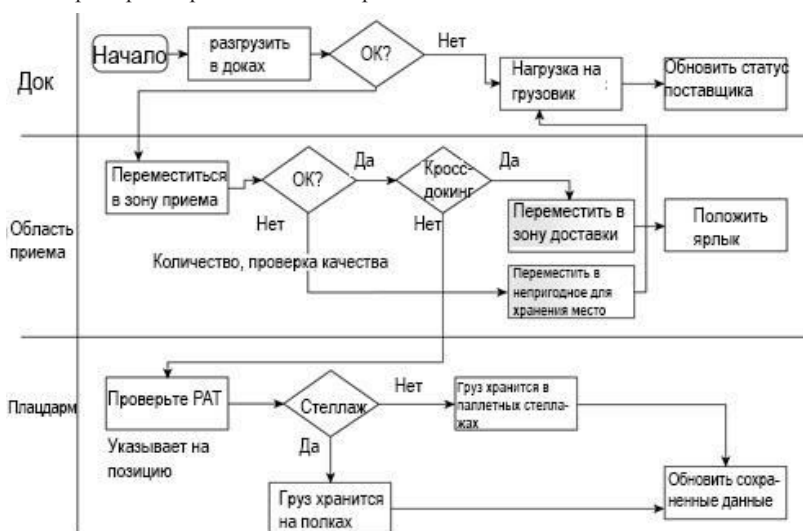 Начало
разгрузить
в доках
ОК?
Нет
Нагрузка на
грузовик
Обновить статус
поставщика
Док
Переместиться
в зону приема
ОК?
Да
Кросс-
докинг
Да
Переместить в
зону доставки
Положить
ярлык
Область
приема
Нет
Нет
Количество, проверка качества
Переместить в
непригодное для
хранения место
Плацдарм
Проверьте РАТ
Стеллаж
Нет
Груз хранится в
паллетных стелла-
жах
Указывает на
позицию
Да
Груз хранится
на полках
Обновить сохра-
ненные данные